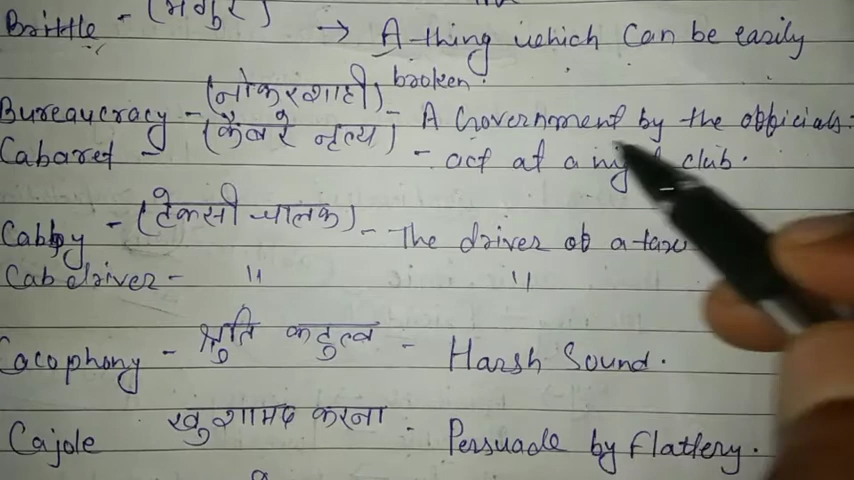 Brittle - (भंगुर) → A thing which can be easily
broken.
Bureaucracy - (नोकरशाही) - A Government by the officials.
Cabaret - (कैबरे नृत्य) - act at a club.
Cabby - (टेकसी चालक) - The driver of a taxi
Cab driver - " "
Cacophony - श्रुति कटुत्व - Harsh Sound.
Cajole खुशामद करना - Persuade by Flattery.